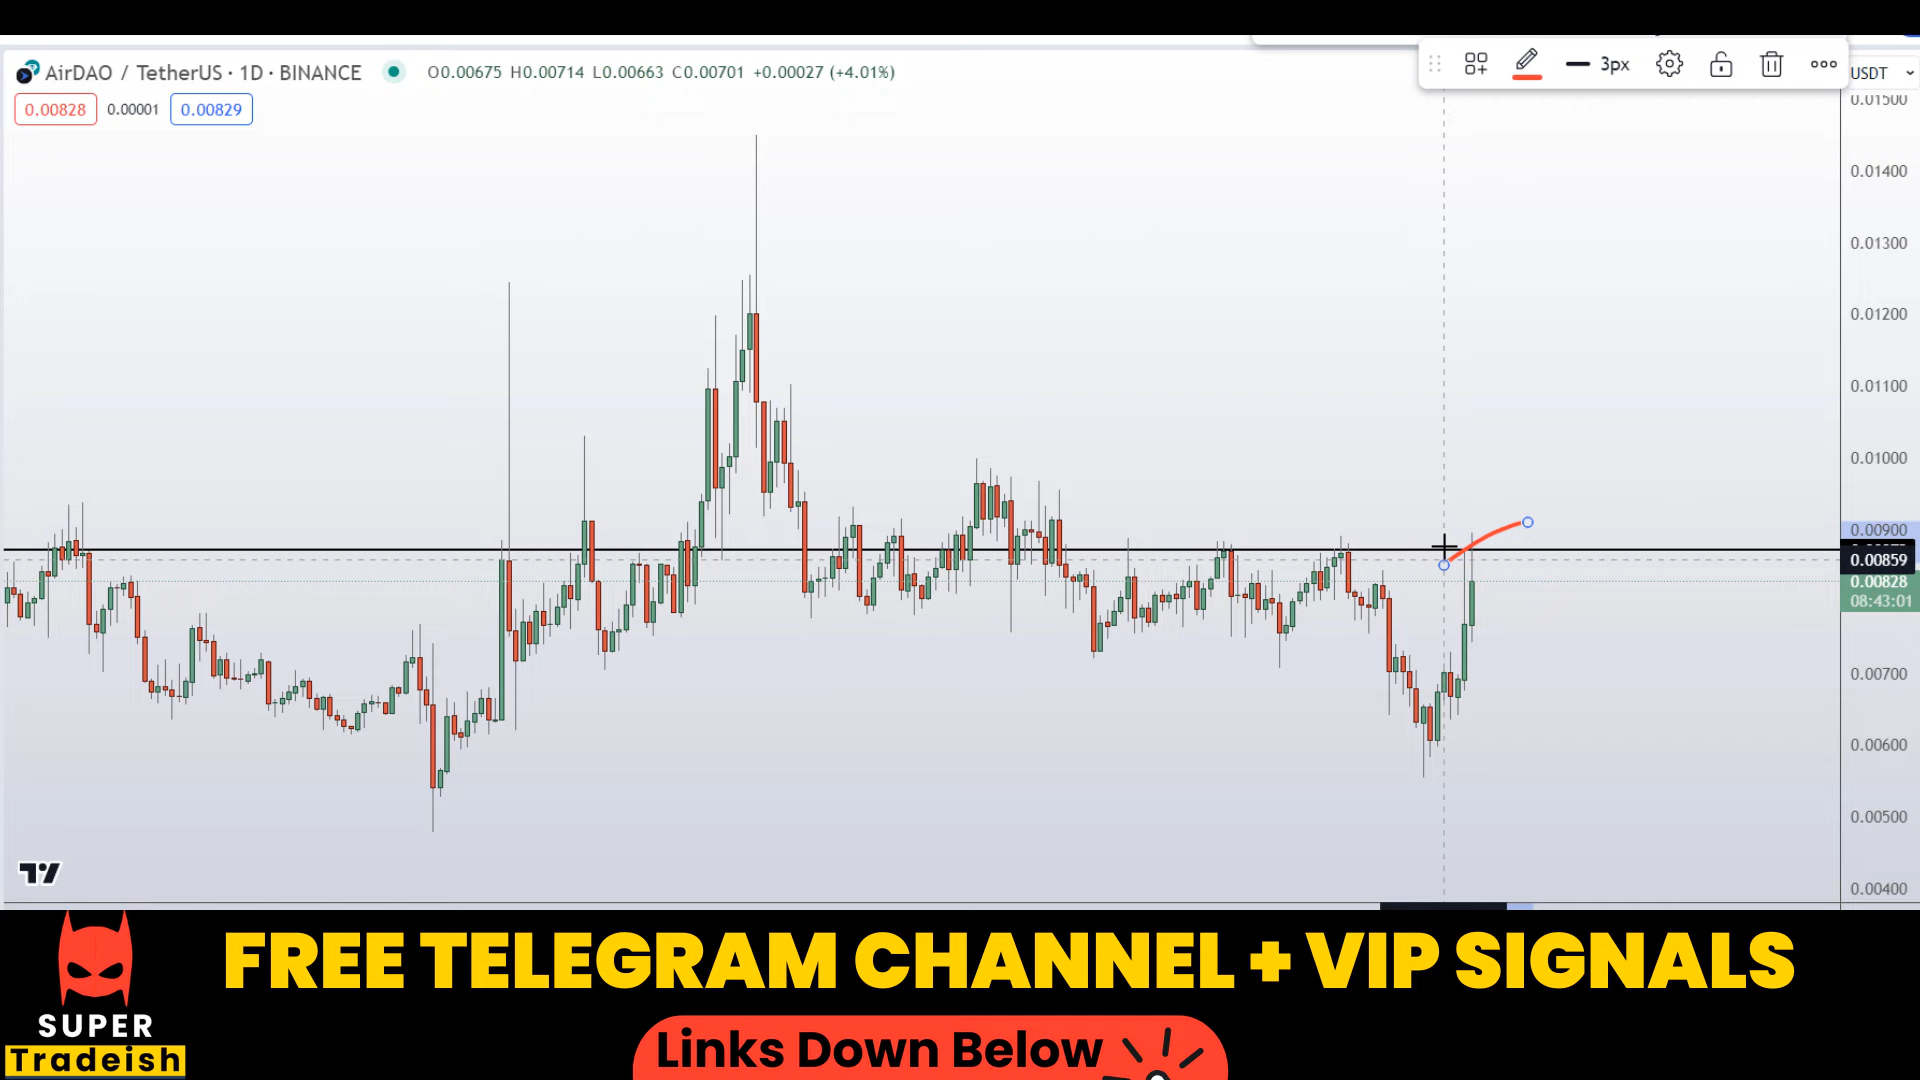 AirDAO / TetherUS · 1D · BINANCE O0.00675 H0.00714 L0.00663 C0.00701 +0.00027 (+4.01%)
3px
USDT
0.00828 0.00001 0.00829
0.01500
0.01400
0.01300
0.01200
0.01100
0.01000
0.00900
0.00859
0.00828
08:43:01
0.00700
0.00600
0.00500
0.00400
FREE TELEGRAM CHANNEL + VIP SIGNALS
SUPER
Tradeish
Links Down Below